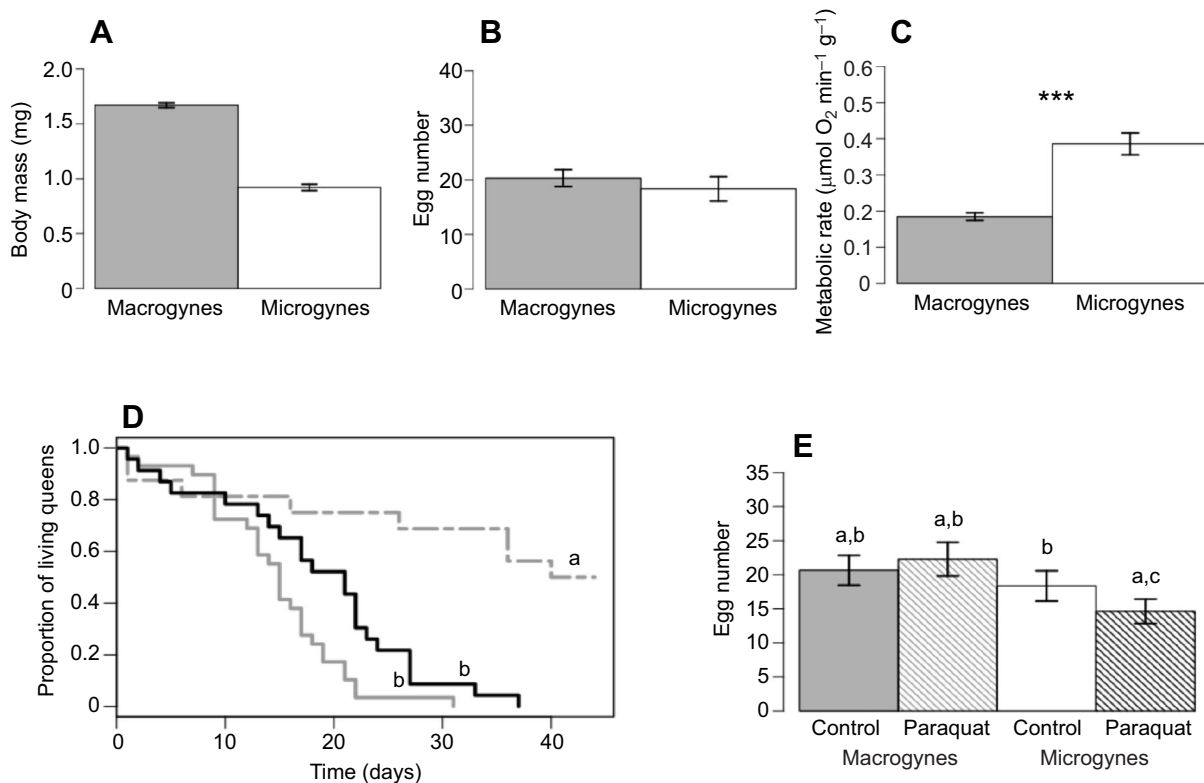 A
Body mass (mg)
2.0
1.5
1.0
0.5
0
Macrogynes Microgynes
B
Egg number
40
30
20
10
0
Macrogynes Microgynes
C
Metabolic rate (μmol O₂ min⁻¹ g⁻¹)
0.6
0.5
0.4
0.3
0.2
0.1
0
***
Macrogynes Microgynes
D
Proportion of living queens
1.0
0.8
0.6
0.4
0.2
0
a
b b
0 10 20 30 40
Time (days)
E
Egg number
35
30
25
20
15
10
5
0
a,b a,b b a,c
Control Paraquat Control Paraquat
Macrogynes Microgynes